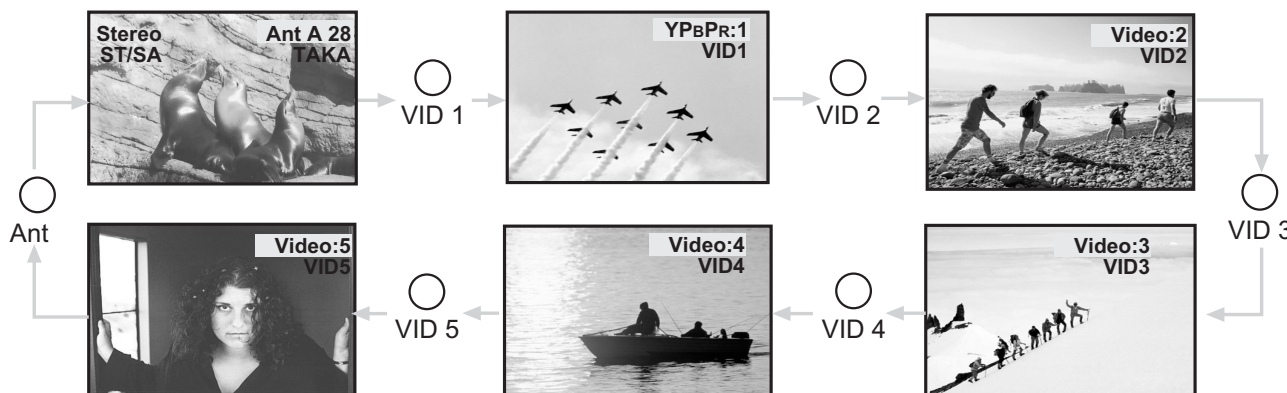 Stereo
ST/SA
Ant A 28
TAKA
VID 1
YPBPR:1
VID1
VID 2
Video:2
VID2
VID 3
Video:3
VID3
VID 4
Video:4
VID4
VID 5
Video:5
VID5
Ant